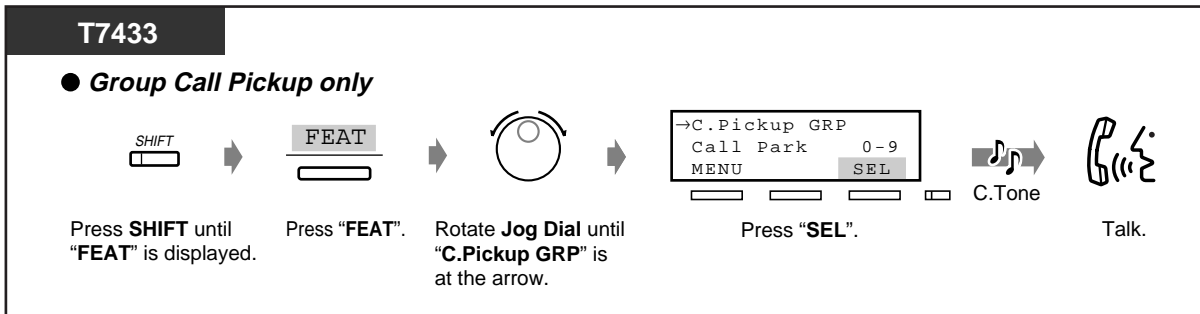 T7433
● Group Call Pickup only
SHIFT
FEAT
→C.Pickup GRP
Call Park 0-9
MENU SEL
C.Tone
Press SHIFT until
"FEAT" is displayed.
Press "FEAT".
Rotate Jog Dial until
"C.Pickup GRP" is
at the arrow.
Press "SEL".
Talk.